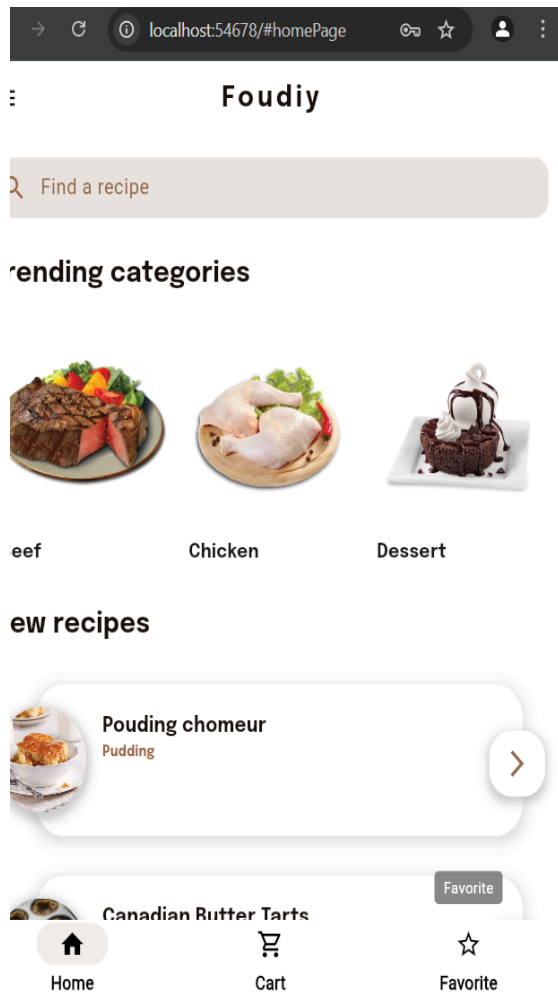 localhost:54678/#homePage
Foudiy
Find a recipe
rending categories
eef
Chicken
Dessert
ew recipes
Pouding chomeur
Pudding
Favorite
Canadian Butter Tarts
Home
Cart
Favorite